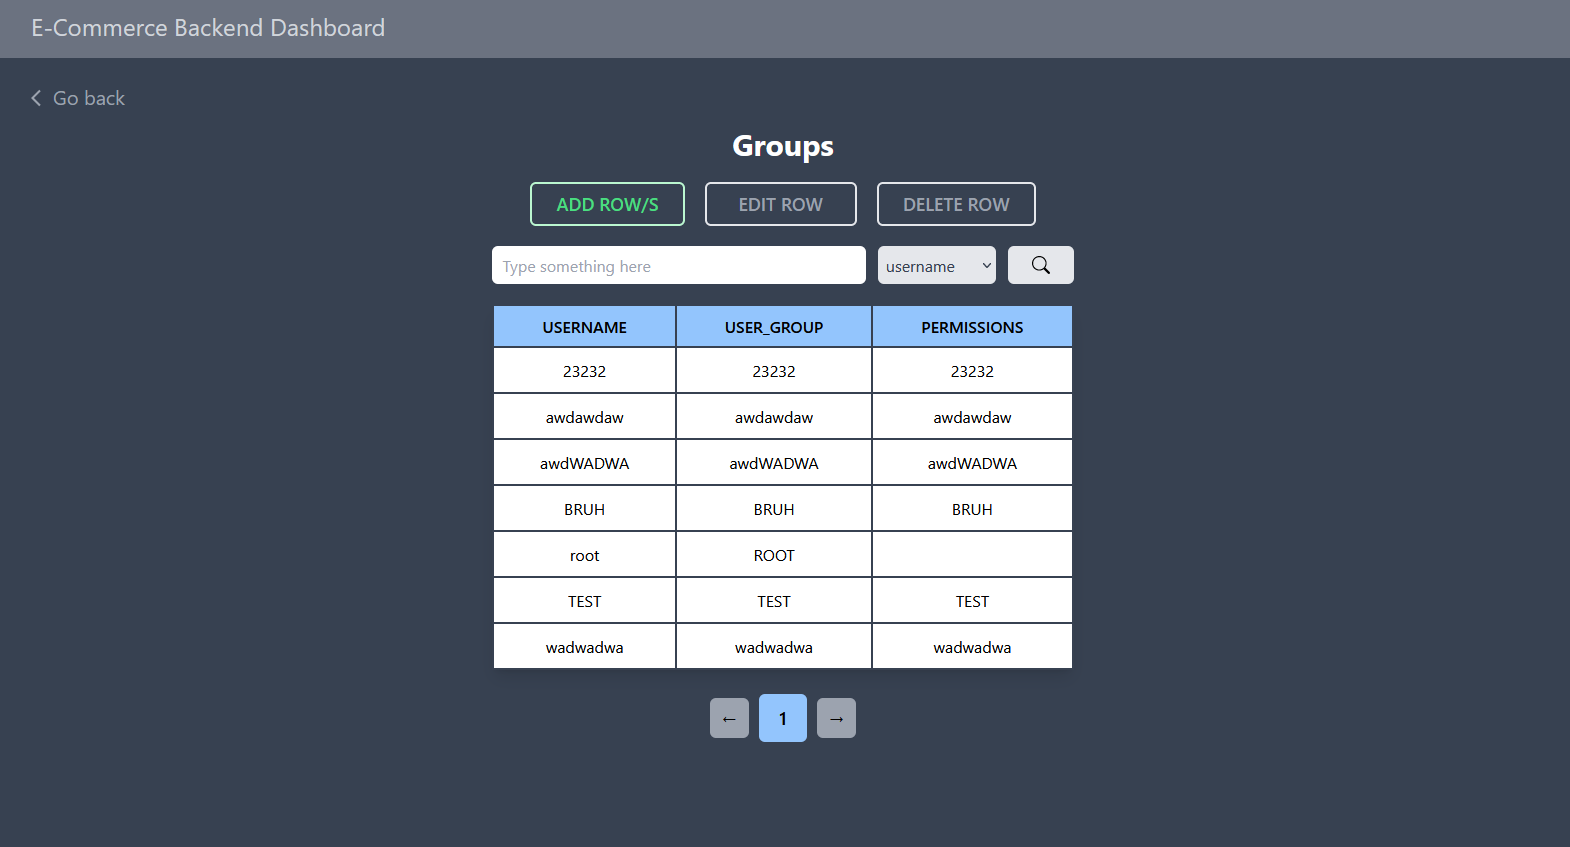 E-Commerce Backend Dashboard
Go back
Groups
ADD ROW/S EDIT ROW DELETE ROW
Type something here username
USERNAME USER_GROUP PERMISSIONS
23232 23232 23232
awdawdaw awdawdaw awdawdaw
awdWADWA awdWADWA awdWADWA
BRUH BRUH BRUH
root ROOT
TEST TEST TEST
wadwadwa wadwadwa wadwadwa
← 1 →